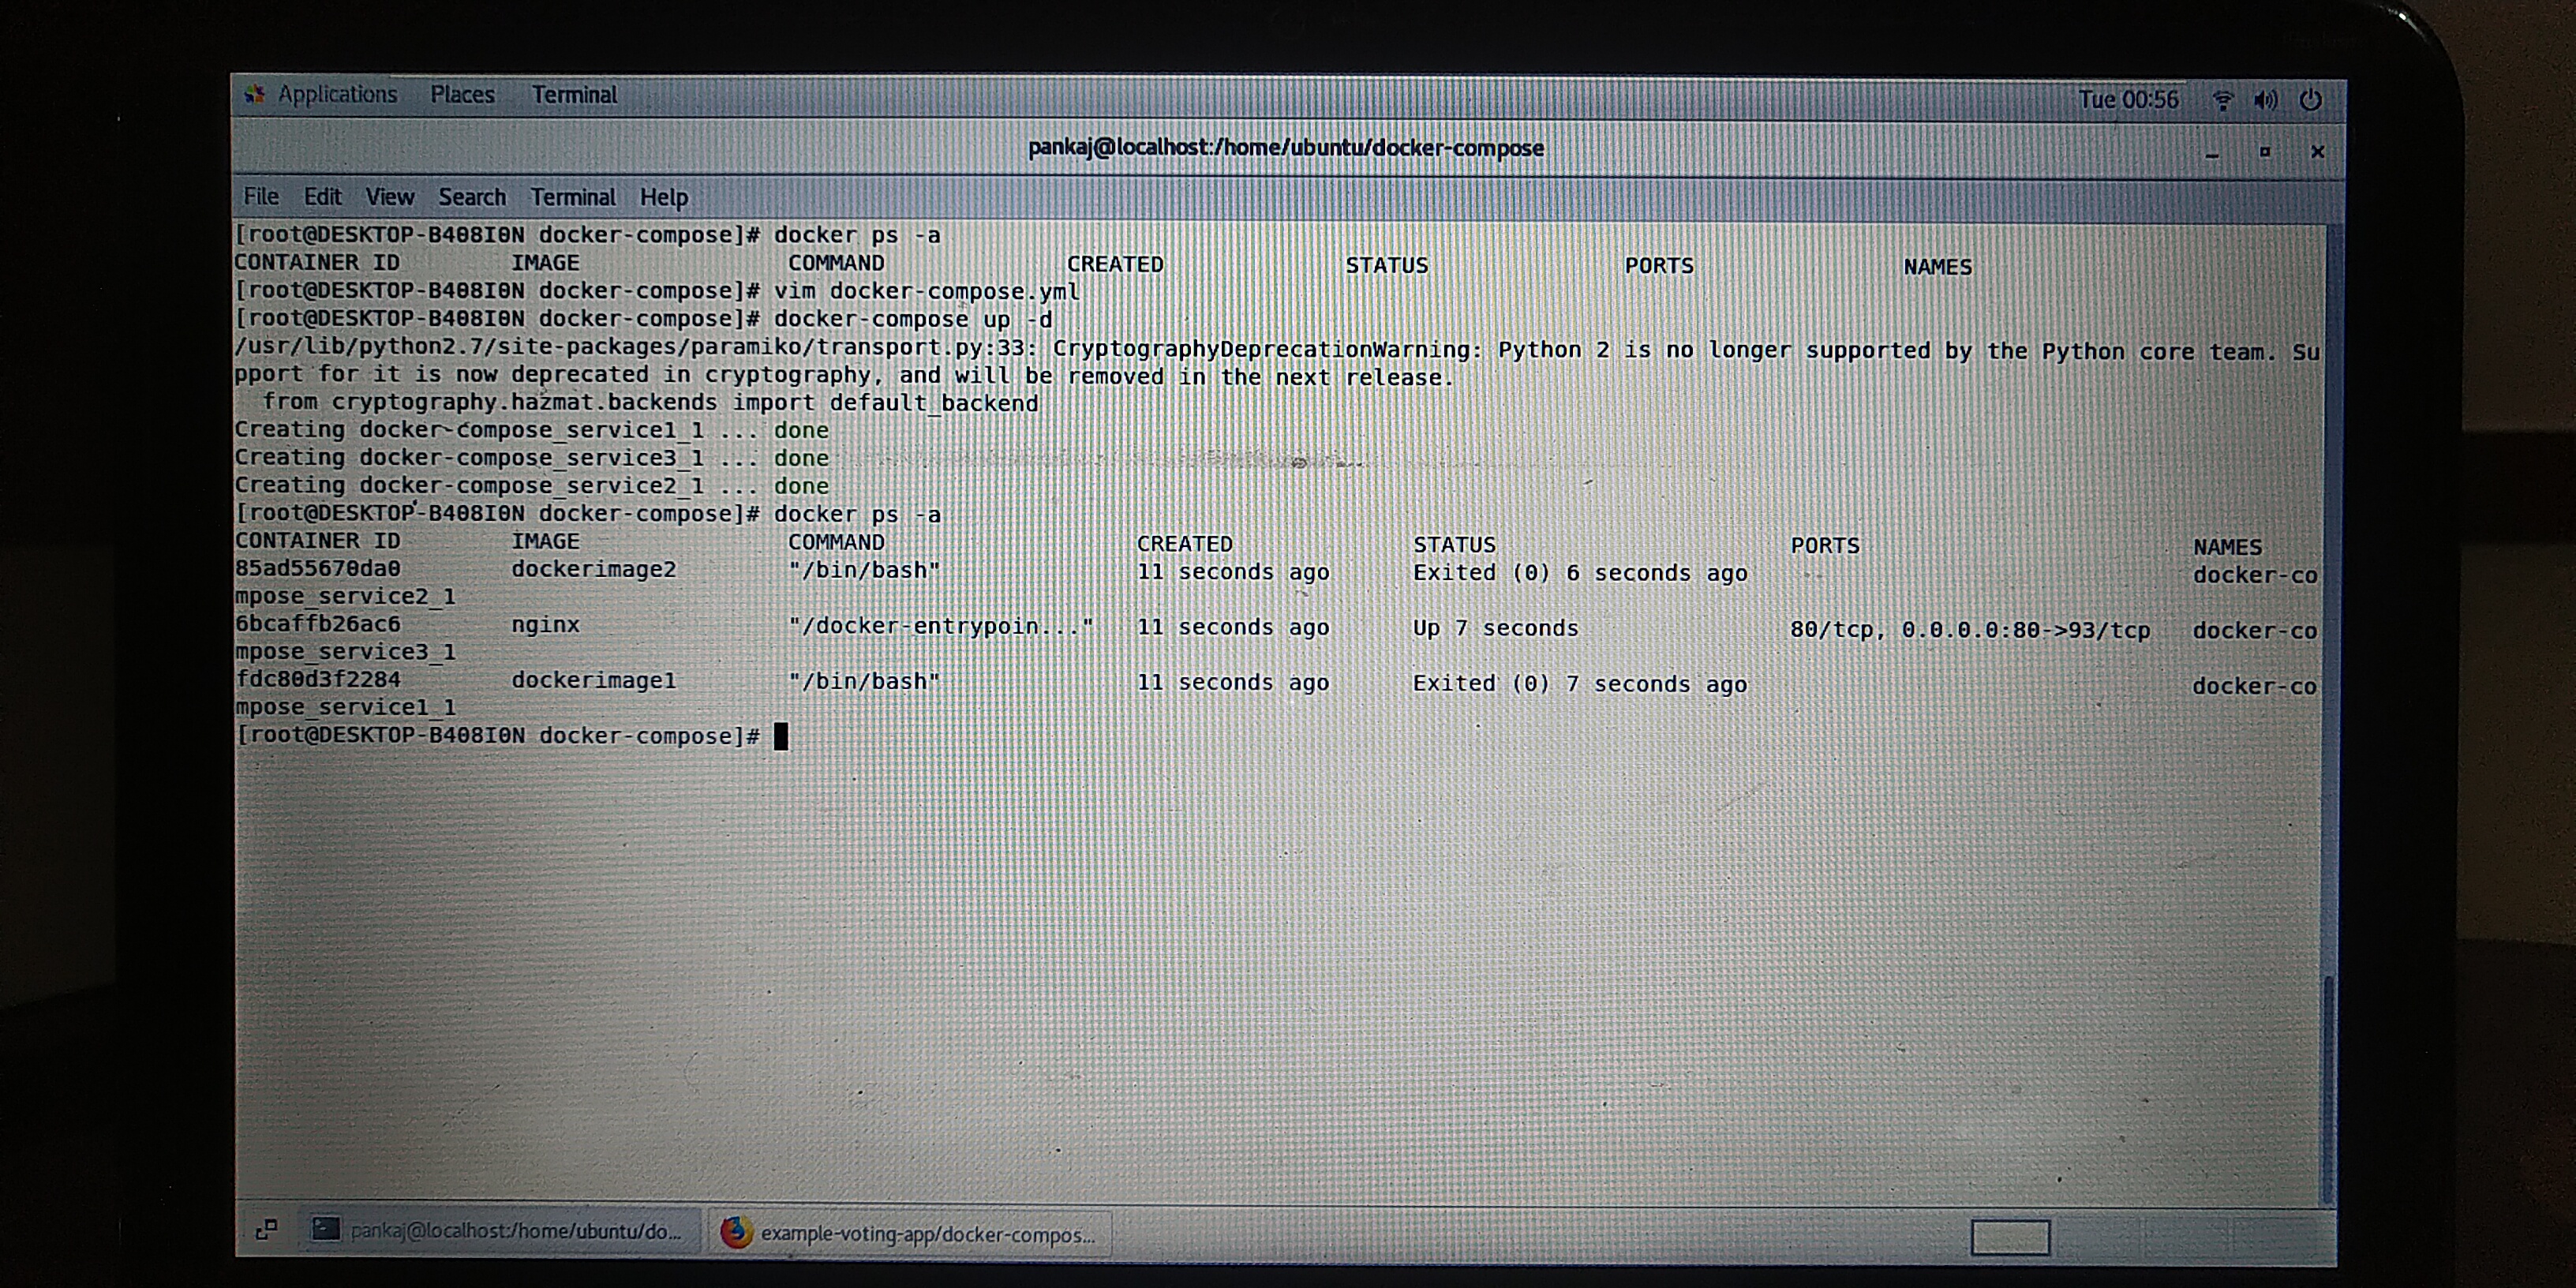 Applications Places Terminal Tue 00:56
pankaj@localhost:/home/ubuntu/docker-compose
File Edit View Search Terminal Help
[root@DESKTOP-B408I0N docker-compose]# docker ps -a
CONTAINER ID IMAGE COMMAND CREATED STATUS PORTS NAMES
[root@DESKTOP-B408I0N docker-compose]# vim docker-compose.yml
[root@DESKTOP-B408I0N docker-compose]# docker-compose up -d
/usr/lib/python2.7/site-packages/paramiko/transport.py:33: CryptographyDeprecationWarning: Python 2 is no longer supported by the Python core team. Su
pport for it is now deprecated in cryptography, and will be removed in the next release.
from cryptography.hazmat.backends import default_backend
Creating docker-compose_service1_1 ... done
Creating docker-compose_service3_1 ... done
Creating docker-compose_service2_1 ... done
[root@DESKTOP-B408I0N docker-compose]# docker ps -a
CONTAINER ID IMAGE COMMAND CREATED STATUS PORTS NAMES
85ad55670da0 dockerimage2 "/bin/bash" 11 seconds ago Exited (0) 6 seconds ago docker-co
mpose_service2_1
6bcaffb26ac6 nginx "/docker-entrypoin..." 11 seconds ago Up 7 seconds 80/tcp, 0.0.0.0:80->93/tcp docker-co
mpose_service3_1
fdc80d3f2284 dockerimage1 "/bin/bash" 11 seconds ago Exited (0) 7 seconds ago docker-co
mpose_service1_1
[root@DESKTOP-B408I0N docker-compose]#
pankaj@localhost:/home/ubuntu/do... example-voting-app/docker-compos...